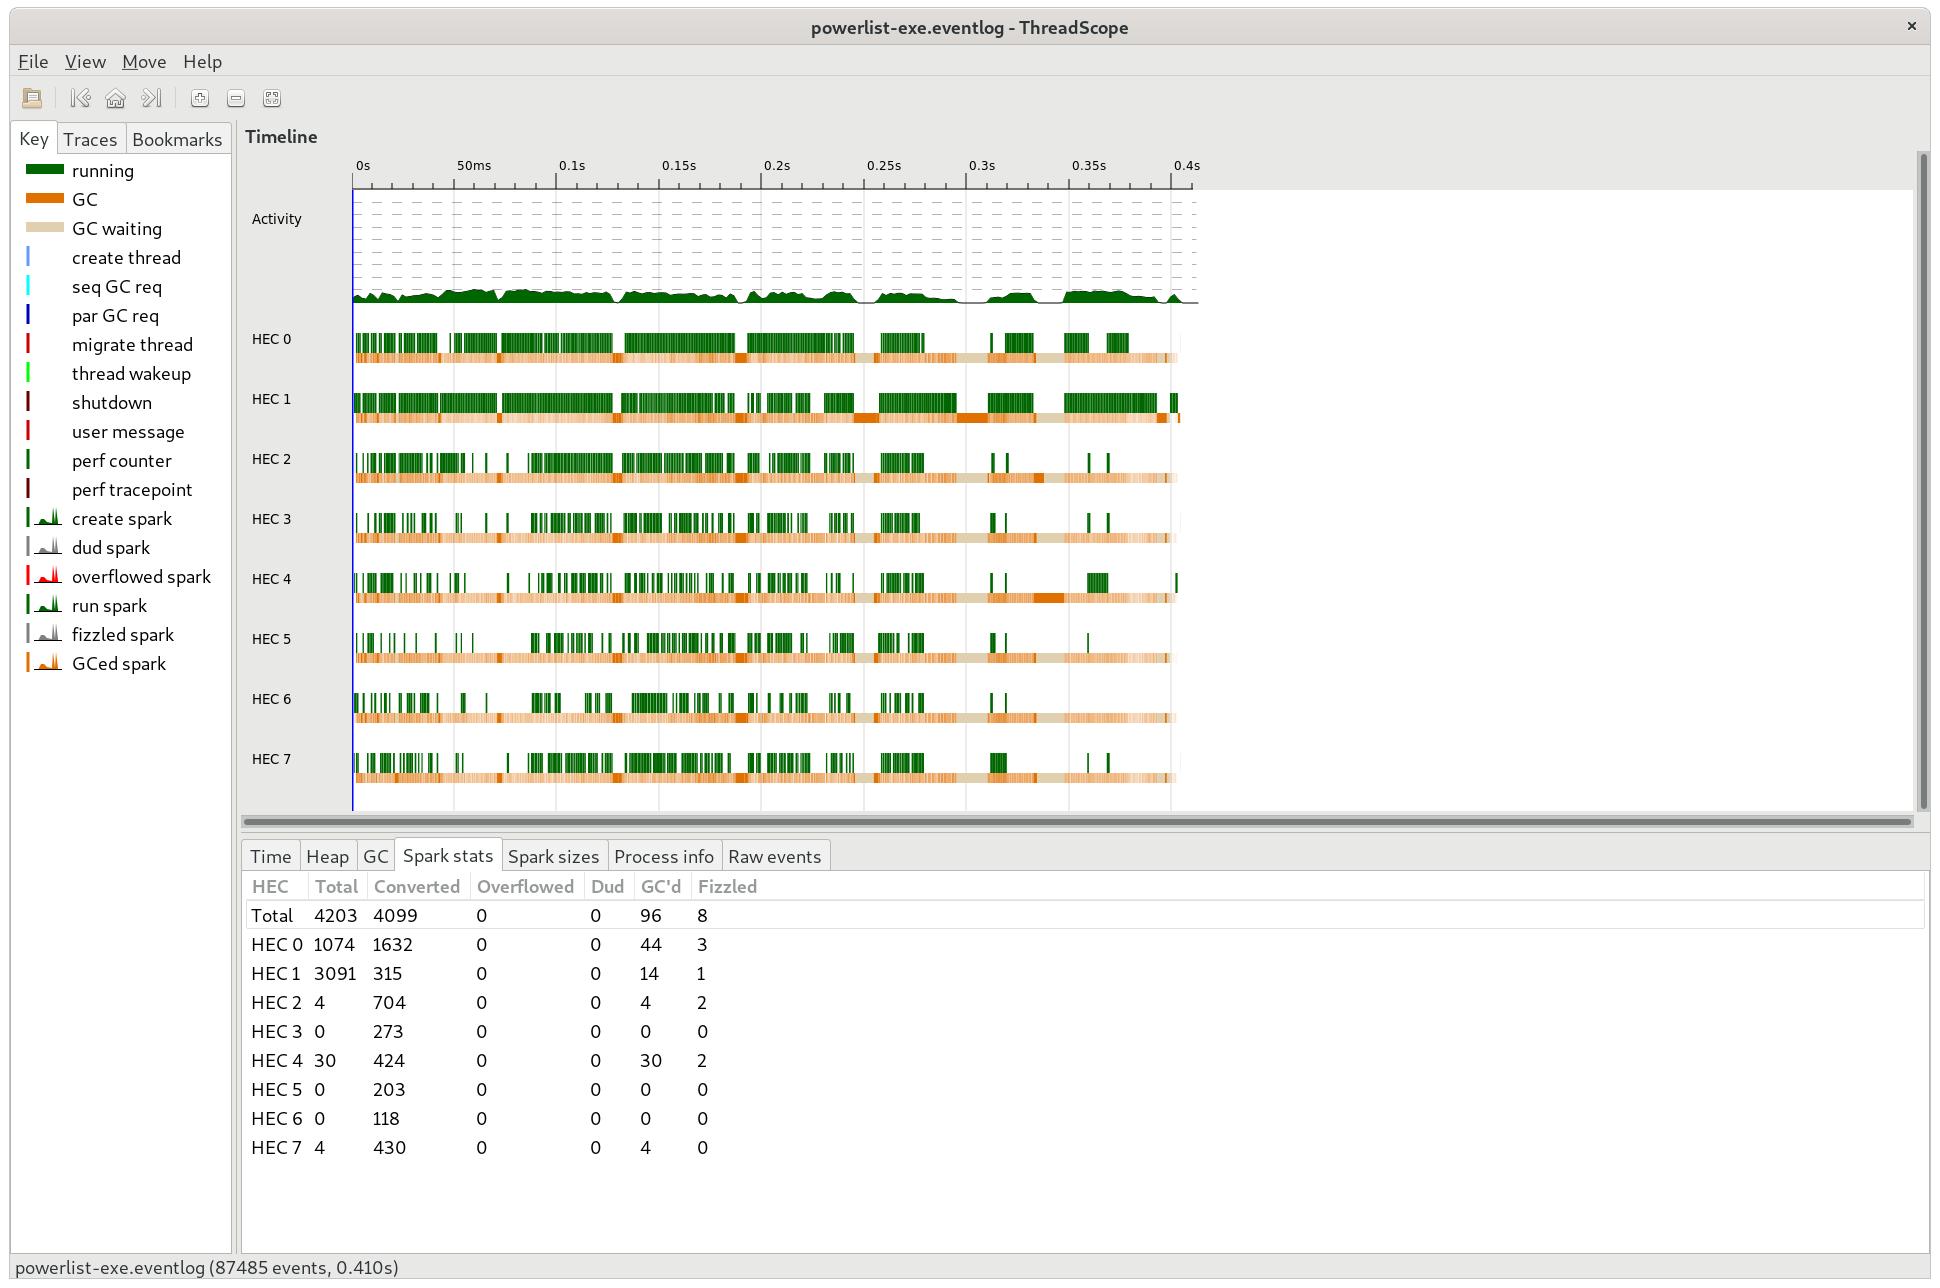 powerlist-exe.eventlog - ThreadScope ×
File View Move Help
Key Traces Bookmarks
running
GC
GC waiting
create thread
seq GC req
par GC req
migrate thread
thread wakeup
shutdown
user message
perf counter
perf tracepoint
create spark
dud spark
overflowed spark
run spark
fizzled spark
GCed spark
Timeline
0s 50ms 0.1s 0.15s 0.2s 0.25s 0.3s 0.35s 0.4s
Activity
HEC 0
HEC 1
HEC 2
HEC 3
HEC 4
HEC 5
HEC 6
HEC 7
Time Heap GC Spark stats Spark sizes Process info Raw events
HEC Total Converted Overflowed Dud GC'd Fizzled
Total 4203 4099 0 0 96 8
HEC 0 1074 1632 0 0 44 3
HEC 1 3091 315 0 0 14 1
HEC 2 4 704 0 0 4 2
HEC 3 0 273 0 0 0 0
HEC 4 30 424 0 0 30 2
HEC 5 0 203 0 0 0 0
HEC 6 0 118 0 0 0 0
HEC 7 4 430 0 0 4 0
powerlist-exe.eventlog (87485 events, 0.410s)